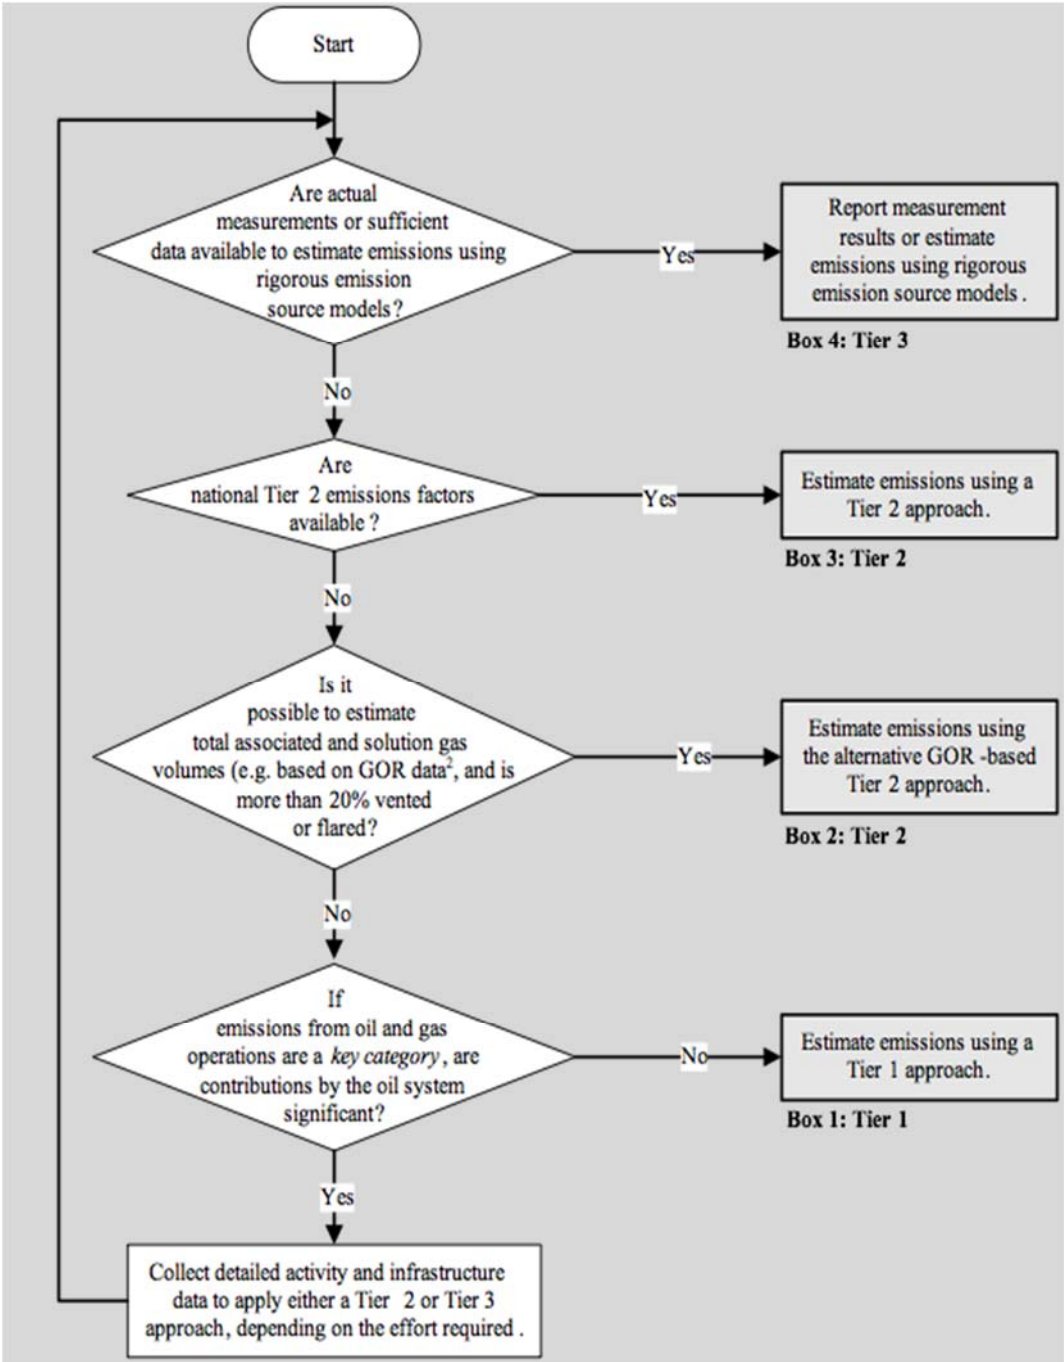 Start
Are actual
measurements or sufficient
data available to estimate emissions using
rigorous emission
source models?
Yes
Report measurement
results or estimate
emissions using rigorous
emission source models .
Box 4: Tier 3
No
Are
national Tier 2 emissions factors
available ?
Yes
Estimate emissions using a
Tier 2 approach.
Box 3: Tier 2
No
Is it
possible to estimate
total associated and solution gas
volumes (e.g. based on GOR data², and is
more than 20% vented
or flared?
Yes
Estimate emissions using
the alternative GOR -based
Tier 2 approach.
Box 2: Tier 2
No
If
emissions from oil and gas
operations are a key category, are
contributions by the oil system
significant?
No
Estimate emissions using a
Tier 1 approach.
Box 1: Tier 1
Yes
Collect detailed activity and infrastructure
data to apply either a Tier 2 or Tier 3
approach, depending on the effort required .